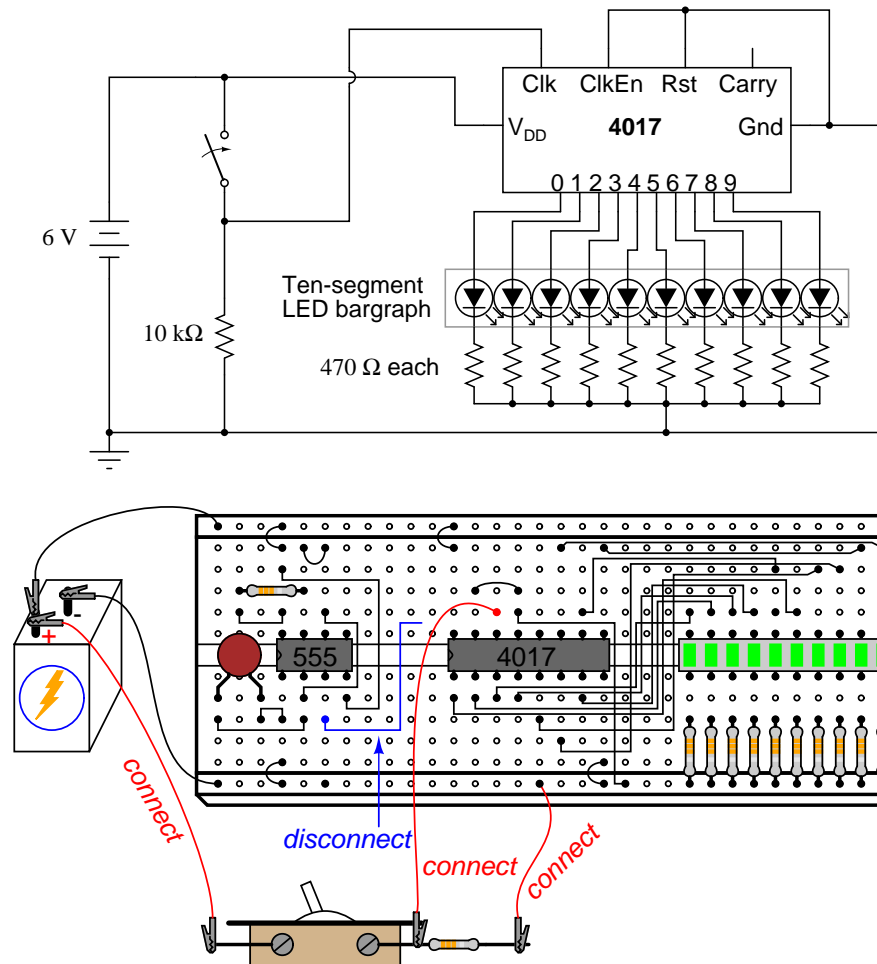 Clk ClkEn Rst Carry
V_DD 4017 Gnd
0 1 2 3 4 5 6 7 8 9
6 V
Ten-segment
LED bargraph
10 kΩ
470 Ω each
-
+
555 4017
connect
disconnect
connect
connect